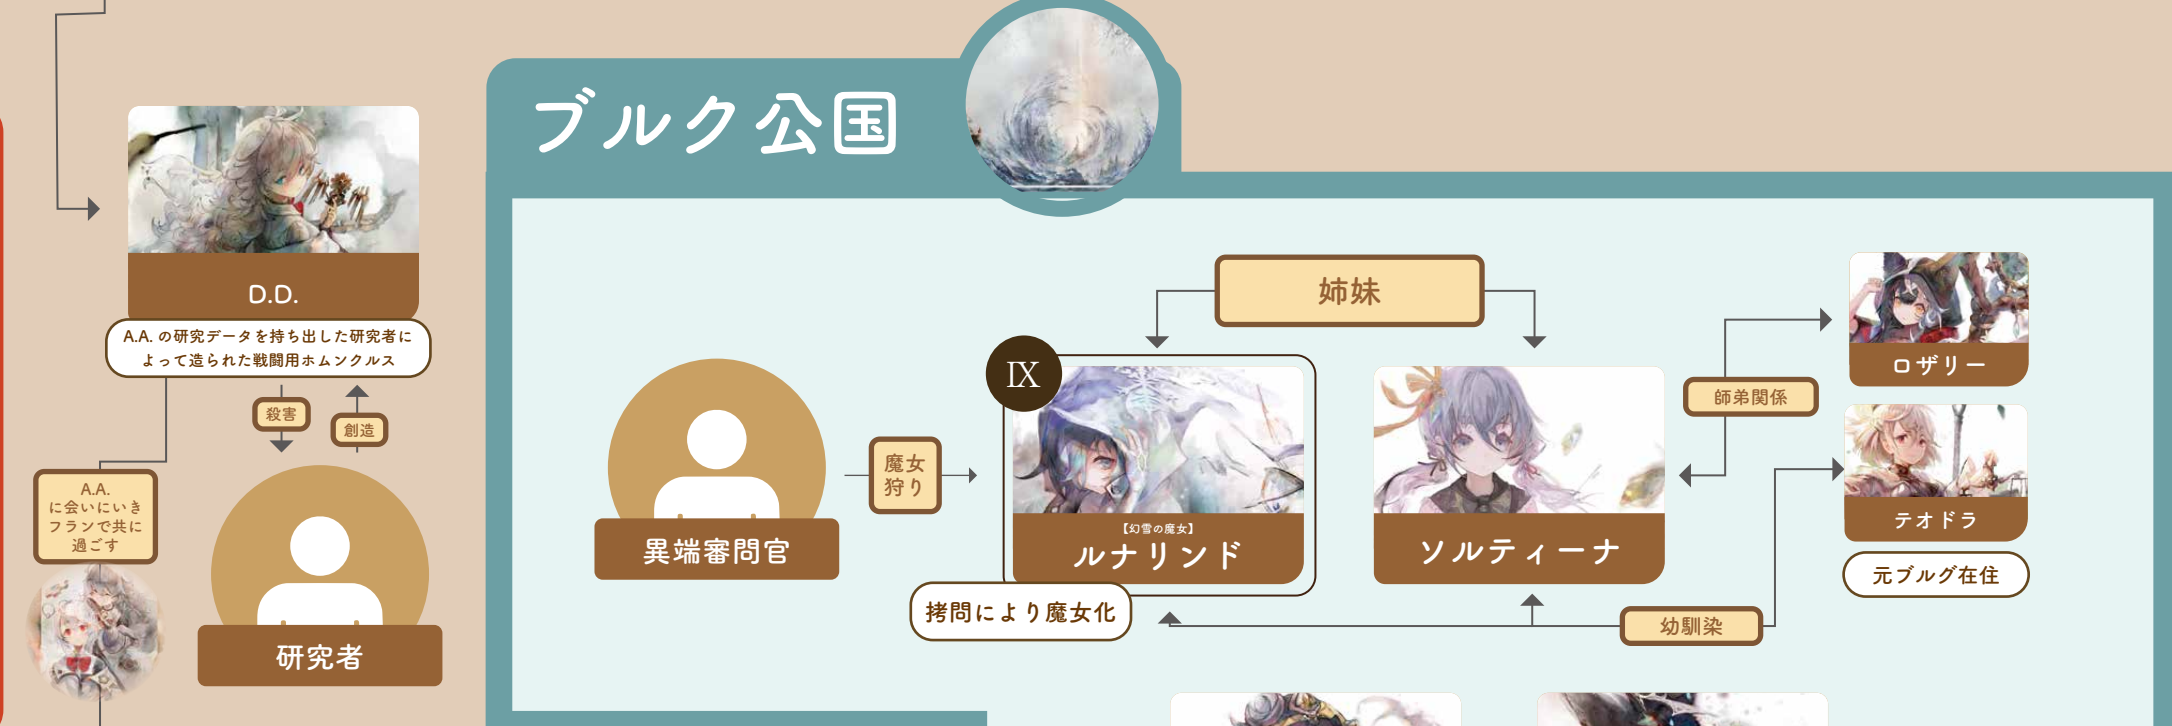 ブルク公国
D.D.
A.A. の研究データを持ち出した研究者に
よって造られた戦闘用ホムンクルス
殺害
創造
A.A.
に会いにいき
フランで共に
過ごす
研究者
姉妹
IX
異端審問官
魔女
狩り
【幻雪の魔女】
ルナリンド
拷問により魔女化
ソルティーナ
師弟関係
ロザリー
テオドラ
元ブルグ在住
幼馴染